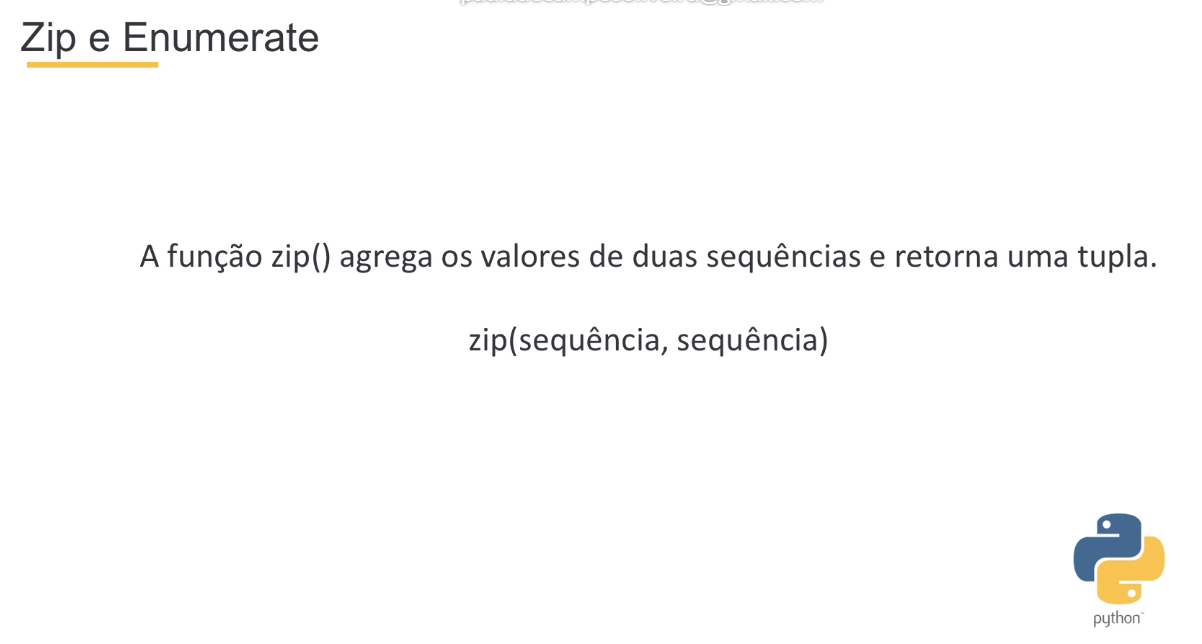 Zip e Enumerate
A função zip() agrega os valores de duas sequências e retorna uma tupla.
zip(sequência, sequência)
python